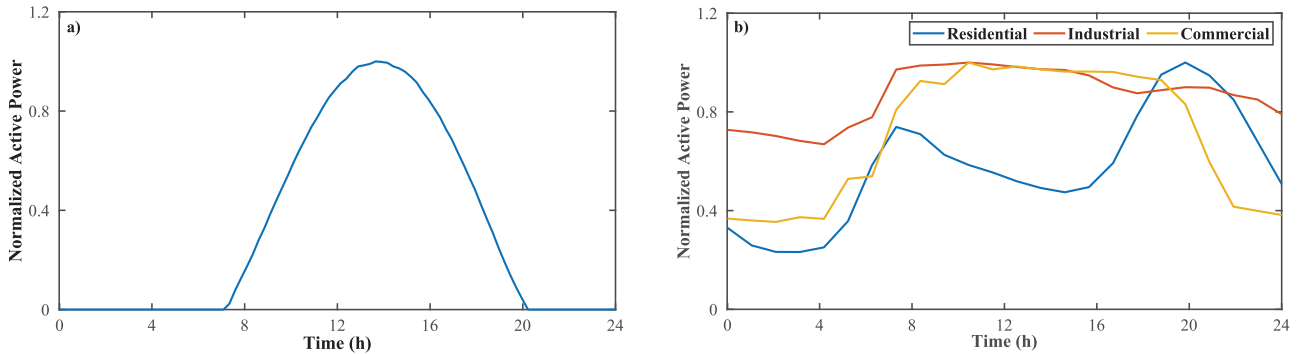 a)
1.2
0.8
0.4
0
Normalized Active Power
0 4 8 12 16 20 24
Time (h)
b)
Residential Industrial Commercial
1.2
0.8
0.4
0
Normalized Active Power
0 4 8 12 16 20 24
Time (h)